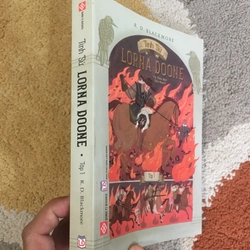 R. D. BLACKMORE
Tình Sử
LORNA DOONE
Tập 1
Tình Sử LORNA DOONE • Tập 1 R. D. Blackmore